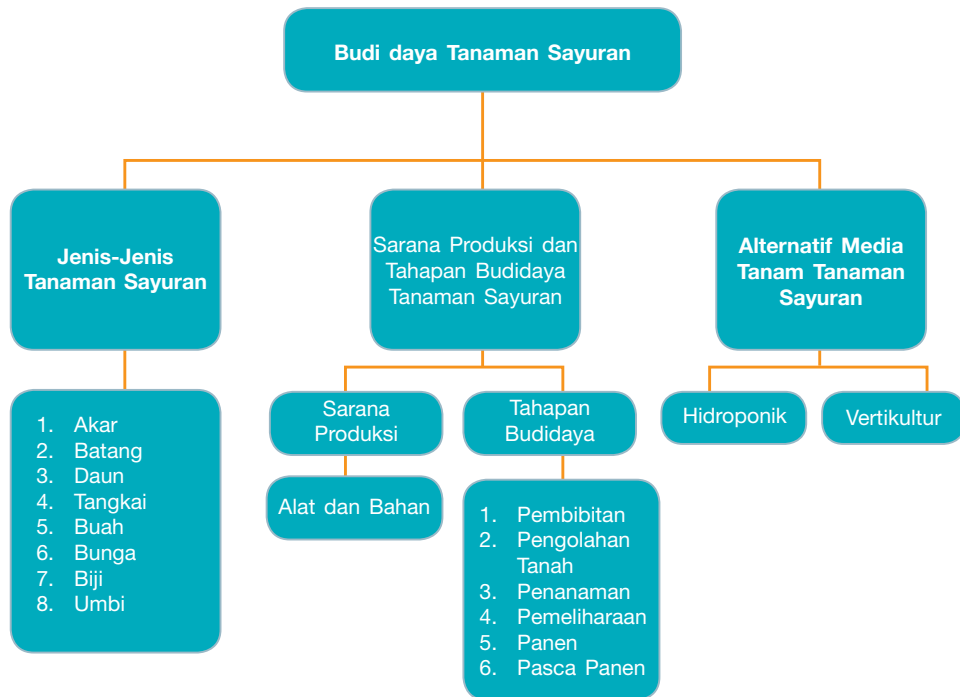 Budi daya Tanaman Sayuran
Jenis-Jenis
Tanaman Sayuran
1. Akar
2. Batang
3. Daun
4. Tangkai
5. Buah
6. Bunga
7. Biji
8. Umbi
Sarana Produksi dan
Tahapan Budidaya
Tanaman Sayuran
Sarana
Produksi
Alat dan Bahan
Tahapan
Budidaya
1. Pembibitan
2. Pengolahan
Tanah
3. Penanaman
4. Pemeliharaan
5. Panen
6. Pasca Panen
Alternatif Media
Tanam Tanaman
Sayuran
Hidroponik
Vertikultur